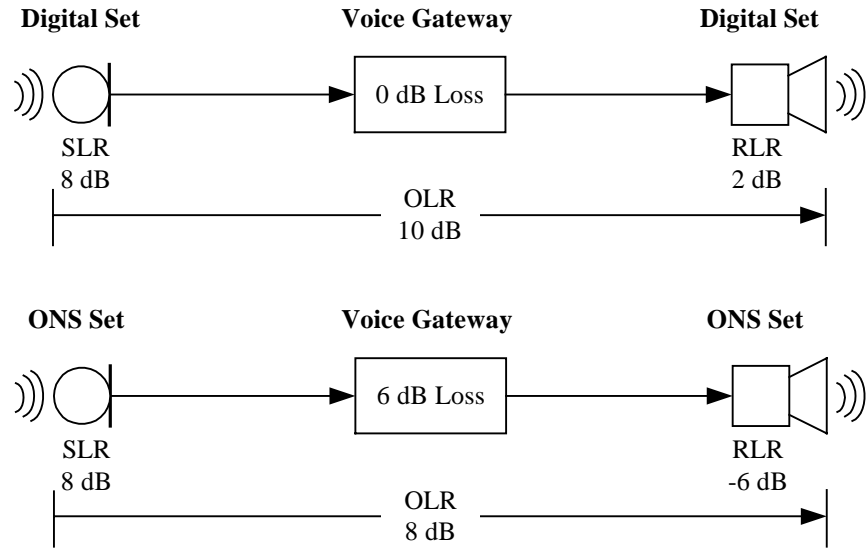 Digital Set
Voice Gateway
Digital Set
0 dB Loss
SLR
8 dB
RLR
2 dB
OLR
10 dB
ONS Set
Voice Gateway
ONS Set
6 dB Loss
SLR
8 dB
RLR
-6 dB
OLR
8 dB